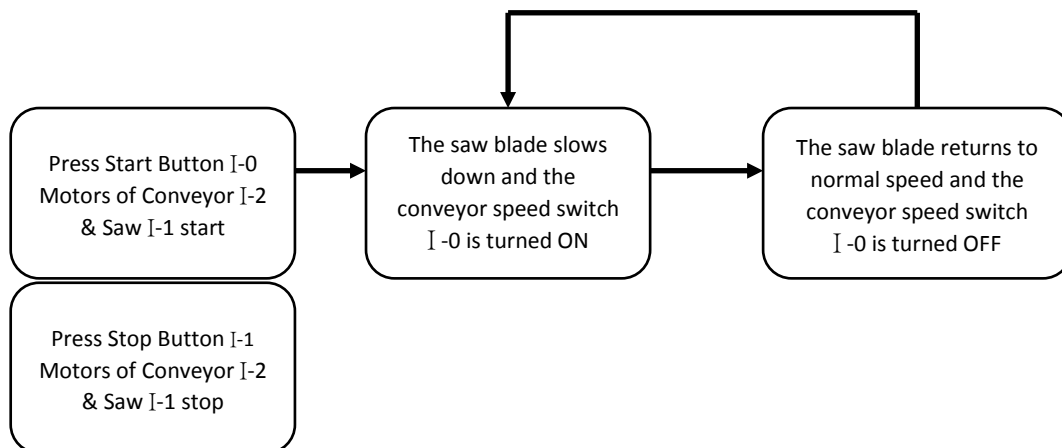 Press Start Button I-0
Motors of Conveyor I-2
& Saw I-1 start
The saw blade slows
down and the
conveyor speed switch
I -0 is turned ON
The saw blade returns to
normal speed and the
conveyor speed switch
I -0 is turned OFF
Press Stop Button I-1
Motors of Conveyor I-2
& Saw I-1 stop